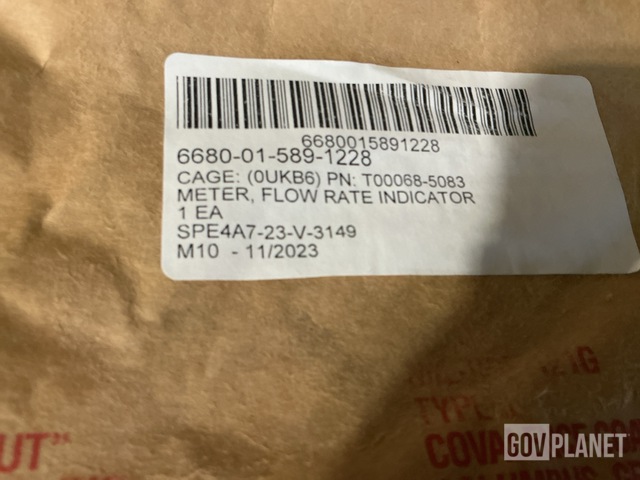 6680015891228
6680-01-589-1228
CAGE: (0UKB6) PN: T00068-5083
METER, FLOW RATE INDICATOR
1 EA
SPE4A7-23-V-3149
M10 - 11/2023
UT"
GOVPLANET